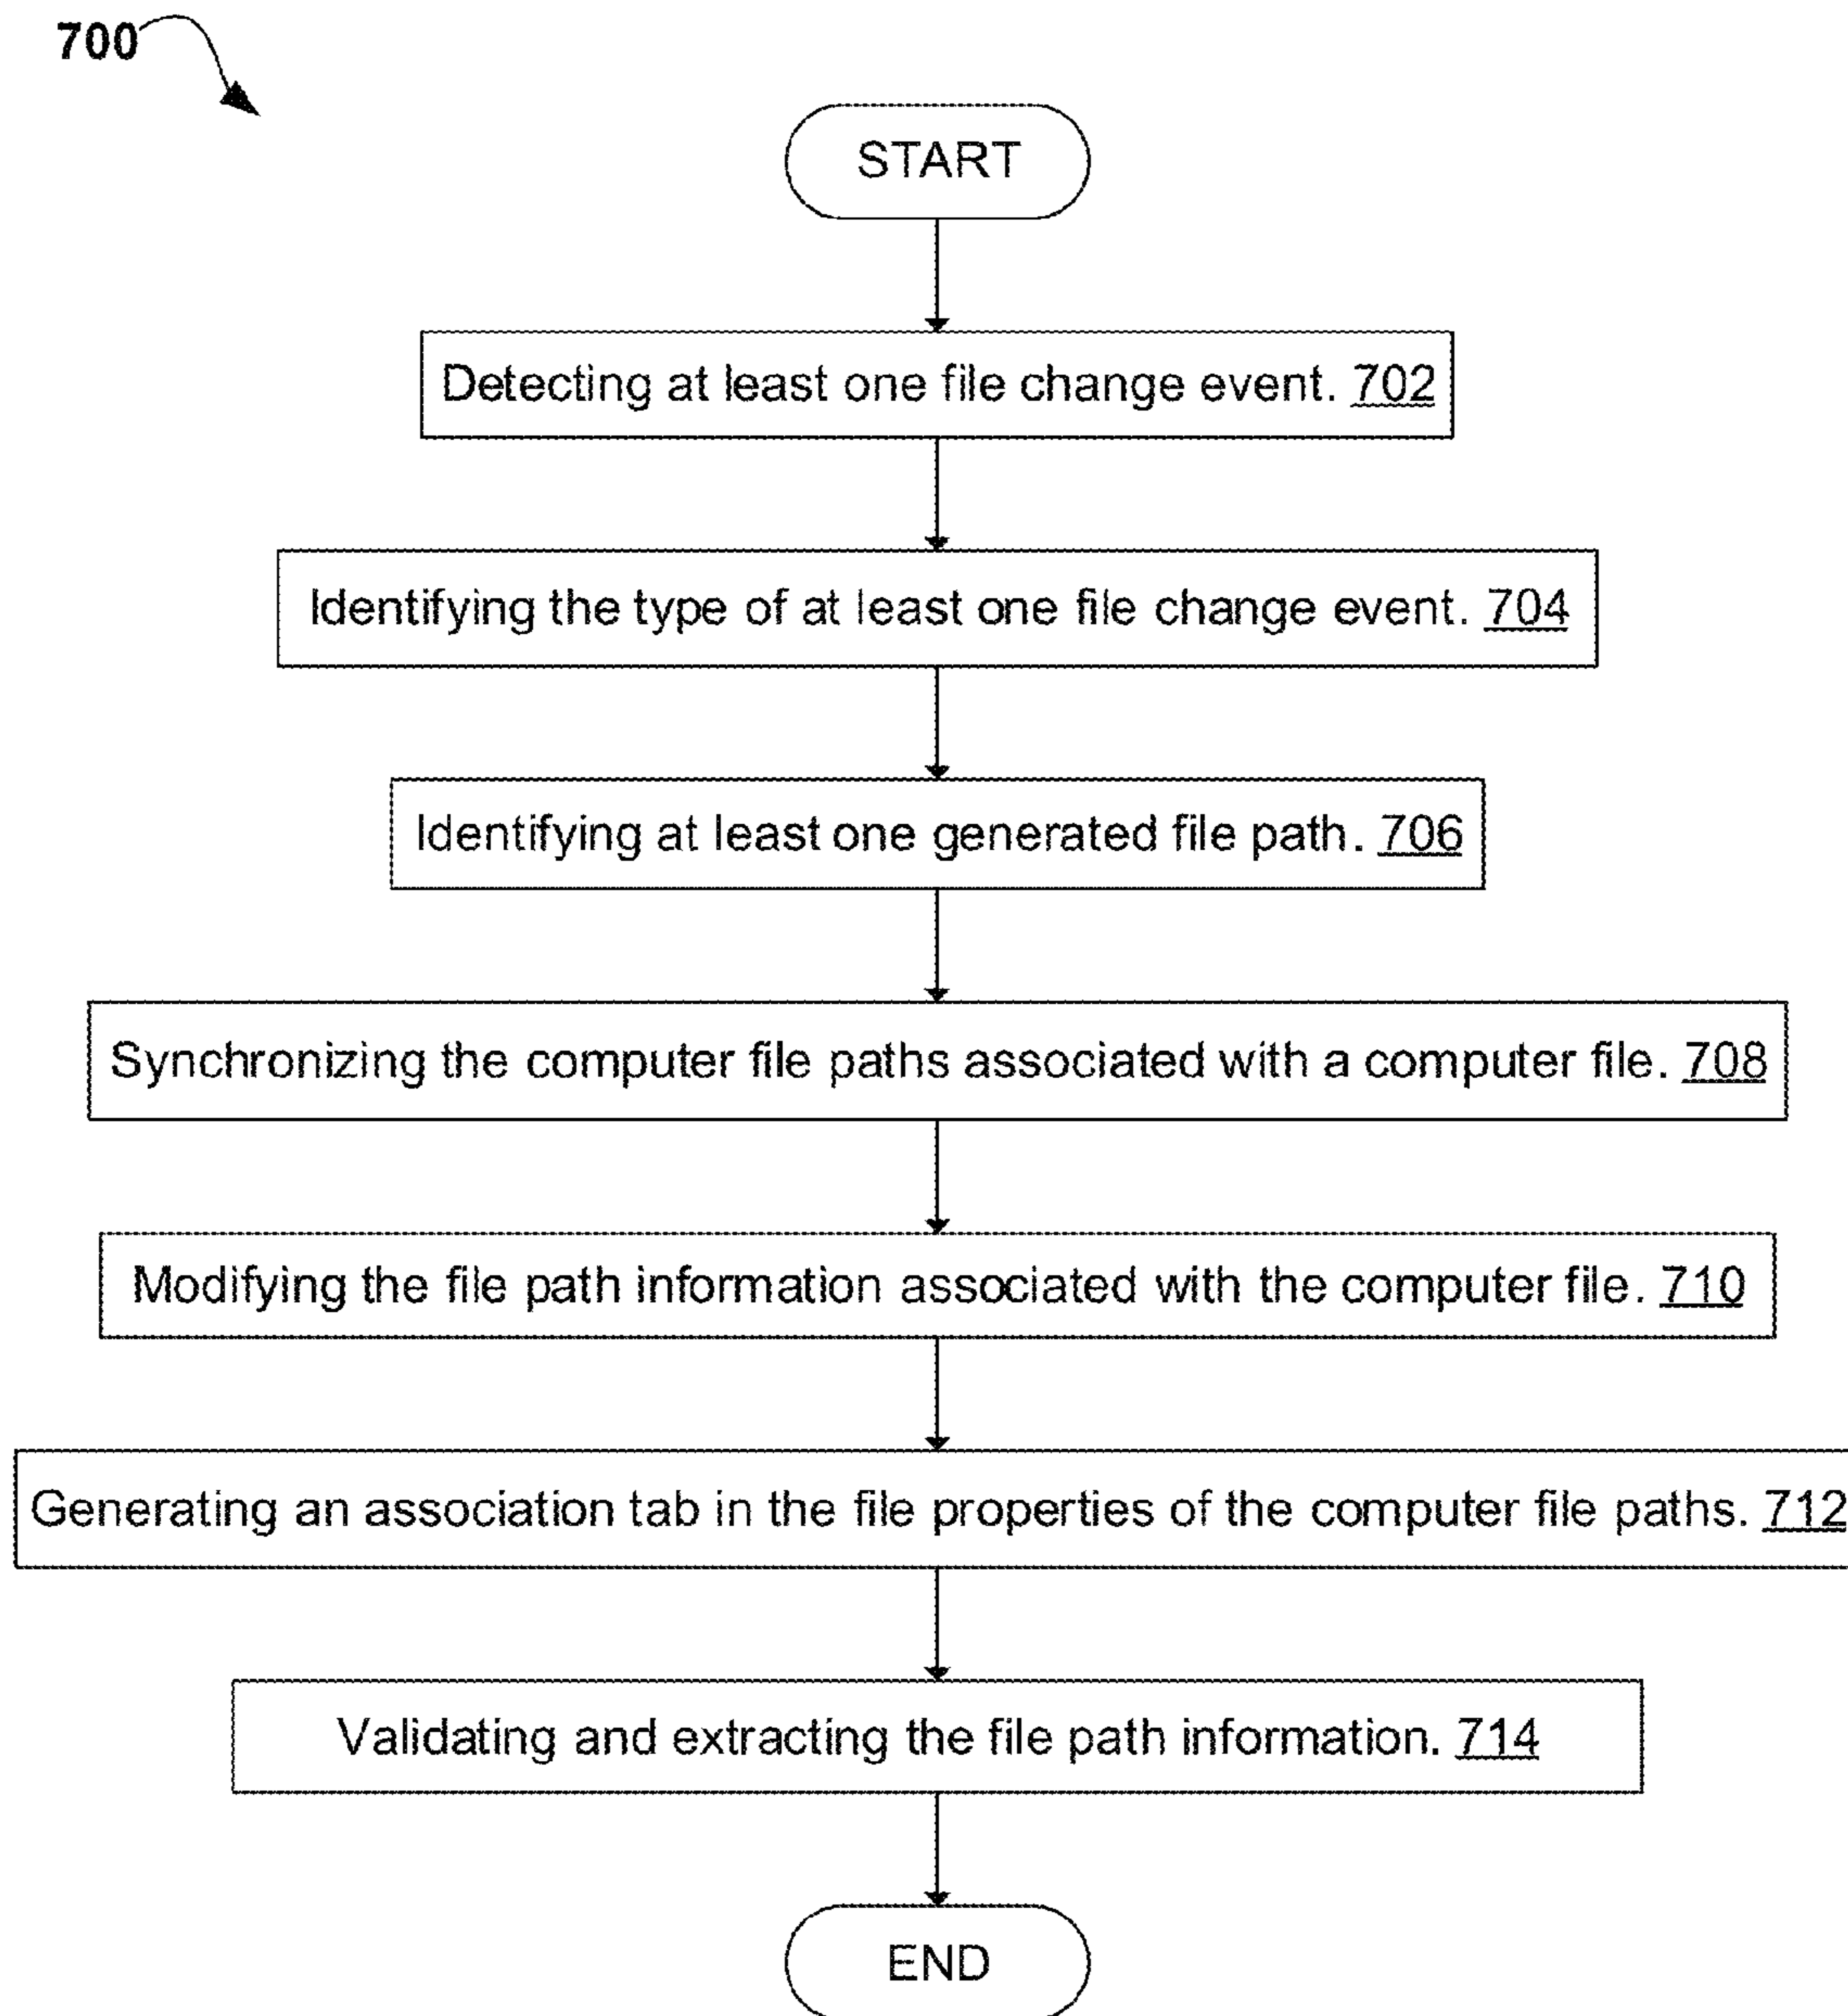 700
START
Detecting at least one file change event. 702
Identifying the type of at least one file change event. 704
Identifying at least one generated file path. 706
Synchronizing the computer file paths associated with a computer file. 708
Modifying the file path information associated with the computer file. 710
Generating an association tab in the file properties of the computer file paths. 712
Validating and extracting the file path information. 714
END